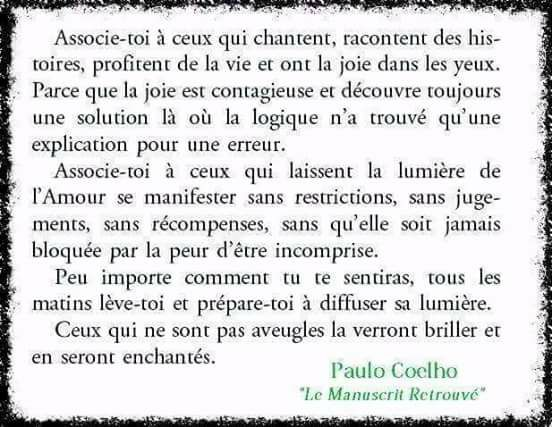 Associe-toi à ceux qui chantent, racontent des his-
toires, profitent de la vie et ont la joie dans les yeux.
Parce que la joie est contagieuse et découvre toujours
une solution là où la logique n'a trouvé qu'une
explication pour une erreur.
Associe-toi à ceux qui laissent la lumière de
l'Amour se manifester sans restrictions, sans juge-
ments, sans récompenses, sans qu'elle soit jamais
bloquée par la peur d'être incomprise.
Peu importe comment tu te sentiras, tous les
matins lève-toi et prépare-toi à diffuser sa lumière.
Ceux qui ne sont pas aveugles la verront briller et
en seront enchantés.
Paulo Coelho
"Le Manuscrit Retrouvé"